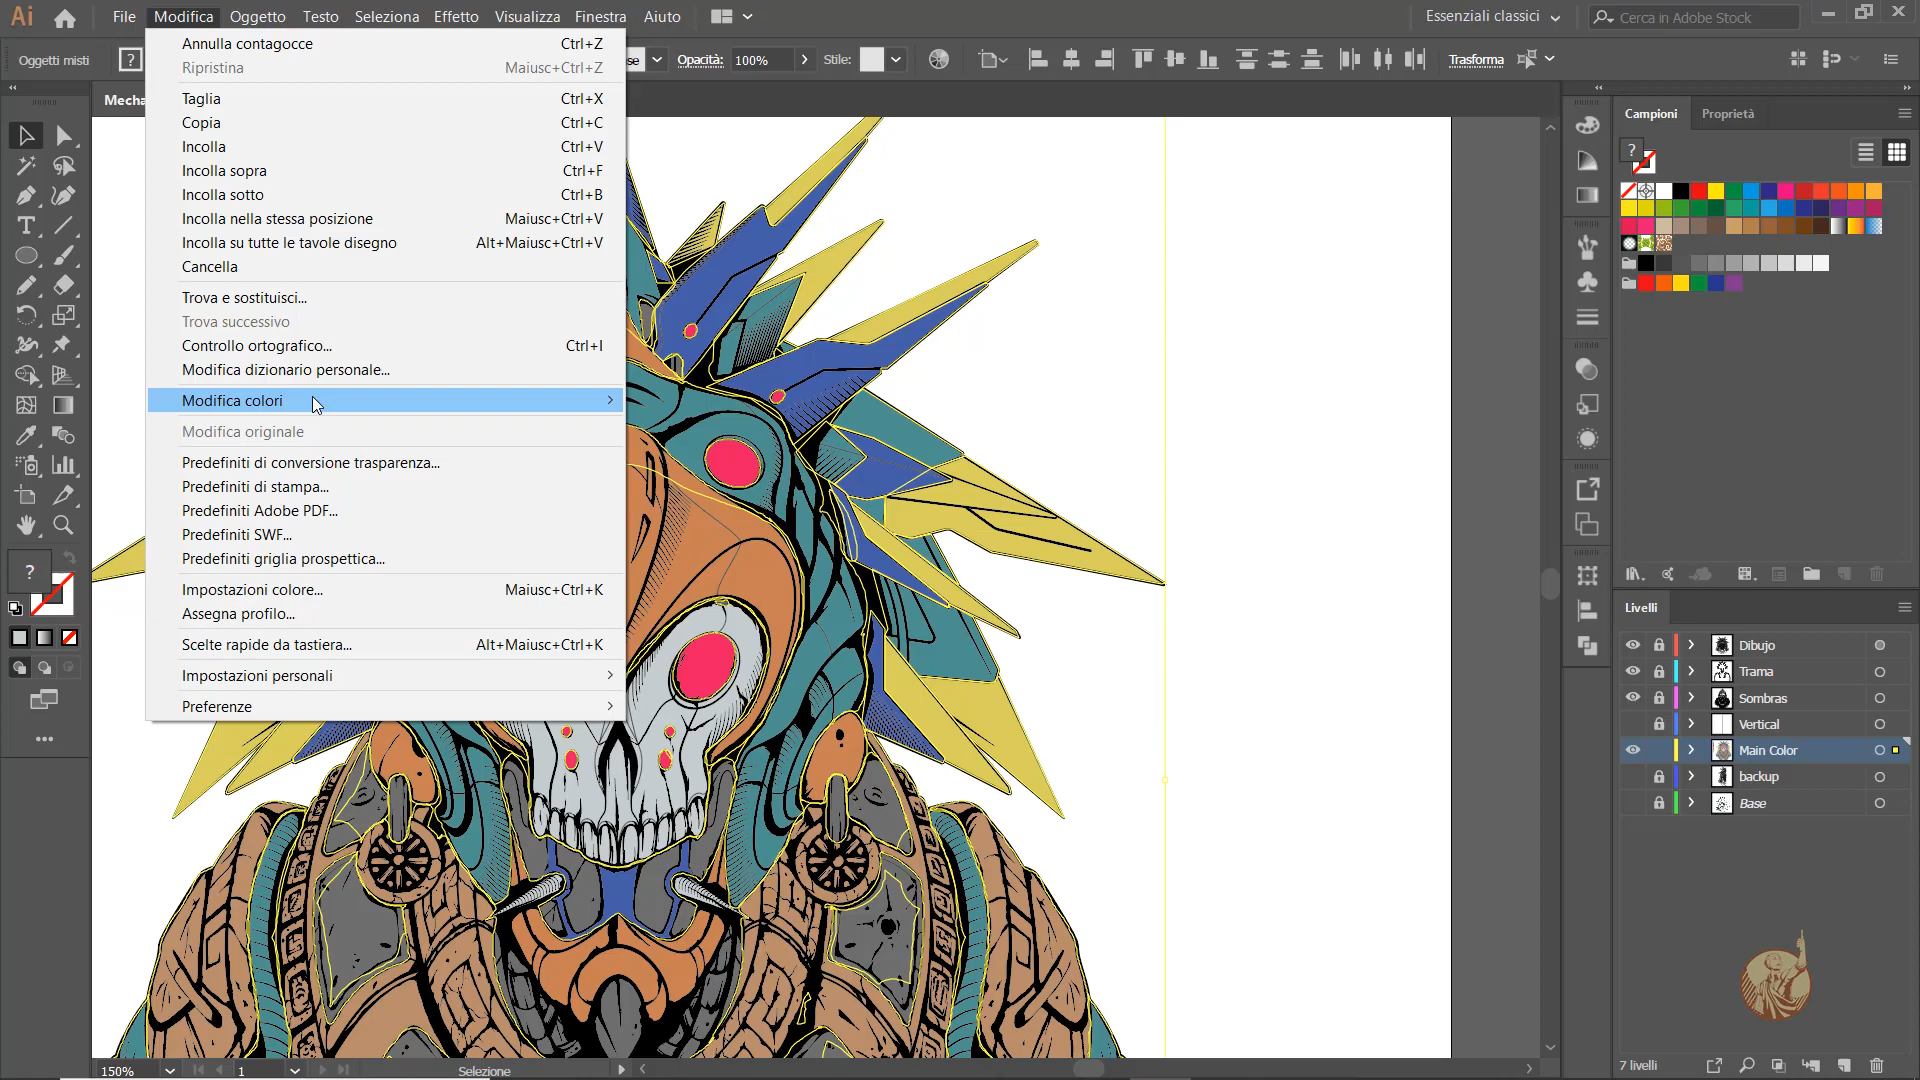 Ai
File Modifica Oggetto Testo Seleziona Effetto Visualizza Finestra Aiuto
Essenziali classici
Cerca in Adobe Stock
Oggetti misti
?
se
Opacità: 100%
Stile:
Trasforma
Mecha
Annulla contagocce Ctrl+Z
Ripristina Maiusc+Ctrl+Z
Taglia Ctrl+X
Copia Ctrl+C
Incolla Ctrl+V
Incolla sopra Ctrl+F
Incolla sotto Ctrl+B
Incolla nella stessa posizione Maiusc+Ctrl+V
Incolla su tutte le tavole disegno Alt+Maiusc+Ctrl+V
Cancella
Trova e sostituisci...
Trova successivo
Controllo ortografico... Ctrl+I
Modifica dizionario personale...
Modifica colori
Modifica originale
Predefiniti di conversione trasparenza...
Predefiniti di stampa...
Predefiniti Adobe PDF...
Predefiniti SWF...
Predefiniti griglia prospettica...
Impostazioni colore... Maiusc+Ctrl+K
Assegna profilo...
Scelte rapide da tastiera... Alt+Maiusc+Ctrl+K
Impostazioni personali
Preferenze
?
Campioni Proprietà
?
Livelli
Dibujo
Trama
Sombras
Vertical
Main Color
backup
Base
7 livelli
150%
1
Selezione